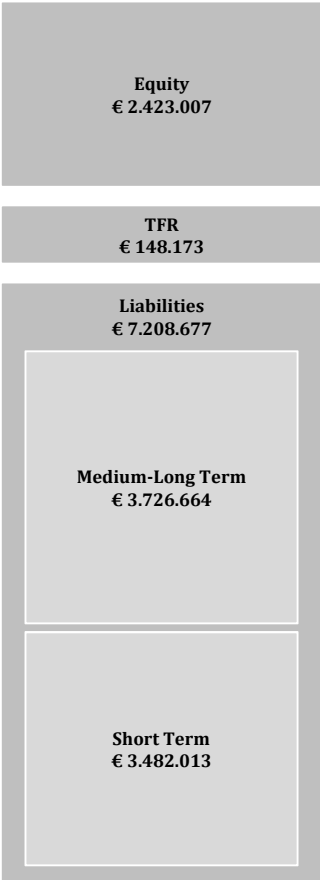 Equity
€ 2.423.007
TFR
€ 148.173
Liabilities
€ 7.208.677
Medium-Long Term
€ 3.726.664
Short Term
€ 3.482.013